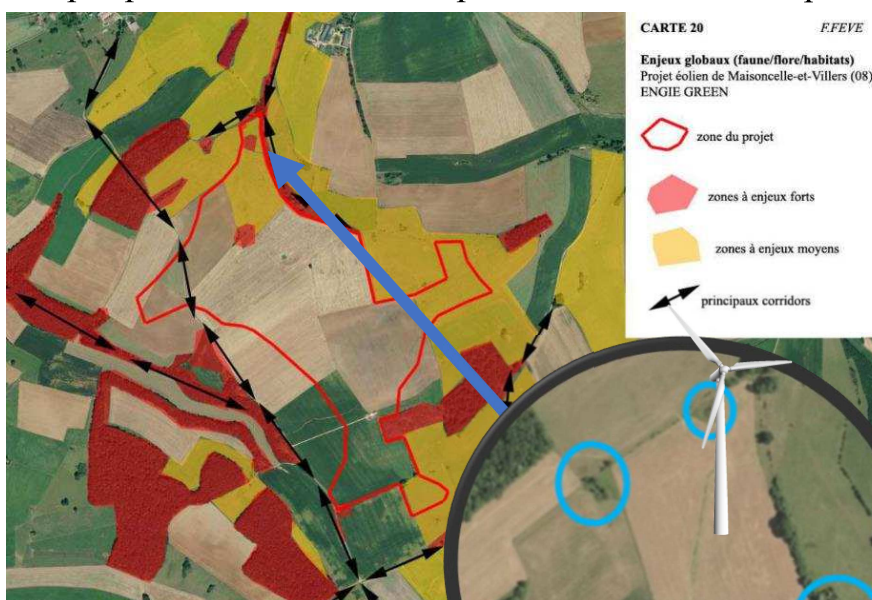 CARTE 20 F.FEVE
Enjeux globaux (faune/flore/habitats)
Projet éolien de Maisoncelle-et-Villers (08)
ENGIE GREEN
zone du projet
zones à enjeux forts
zones à enjeux moyens
principaux corridors